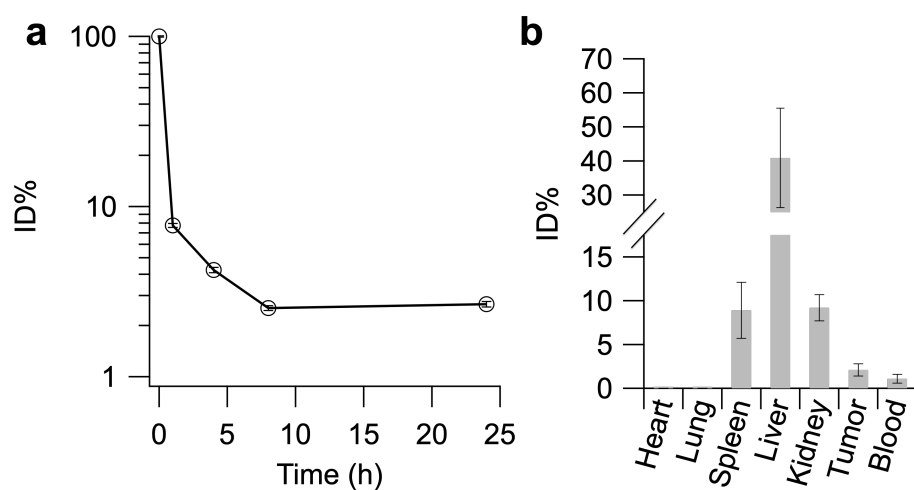 a
100
10
1
ID%
0 5 10 15 20 25
Time (h)
b
70
60
50
40
30
15
10
5
0
ID%
Heart
Lung
Spleen
Liver
Kidney
Tumor
Blood